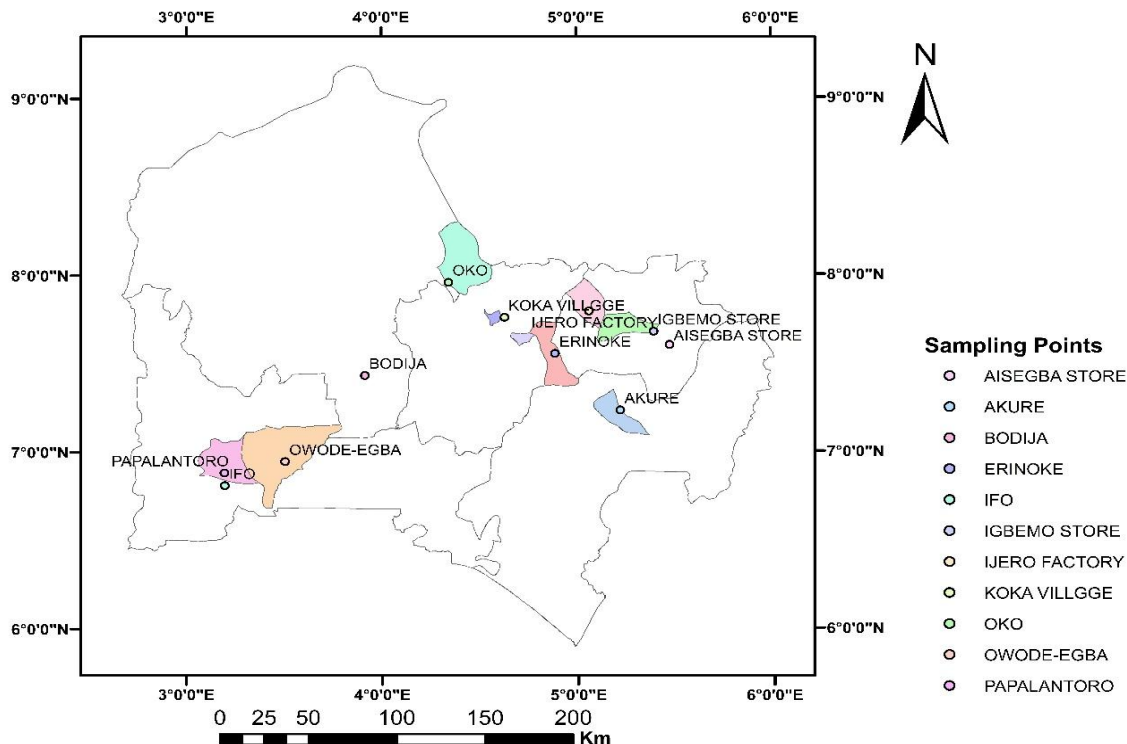 3°0'0"E 4°0'0"E 5°0'0"E 6°0'0"E
N
9°0'0"N 9°0'0"N
8°0'0"N 8°0'0"N
OKO
KOKA VILLGGE
IJERO FACTORY
IGBEMO STORE
AISEGBA STORE
ERINOKE
BODIJA
AKURE
7°0'0"N 7°0'0"N
OWODE-EGBA
PAPALANTORO
IFO
6°0'0"N 6°0'0"N
3°0'0"E 4°0'0"E 5°0'0"E 6°0'0"E
0 25 50 100 150 200
Km
Sampling Points
AISEGBA STORE
AKURE
BODIJA
ERINOKE
IFO
IGBEMO STORE
IJERO FACTORY
KOKA VILLGGE
OKO
OWODE-EGBA
PAPALANTORO